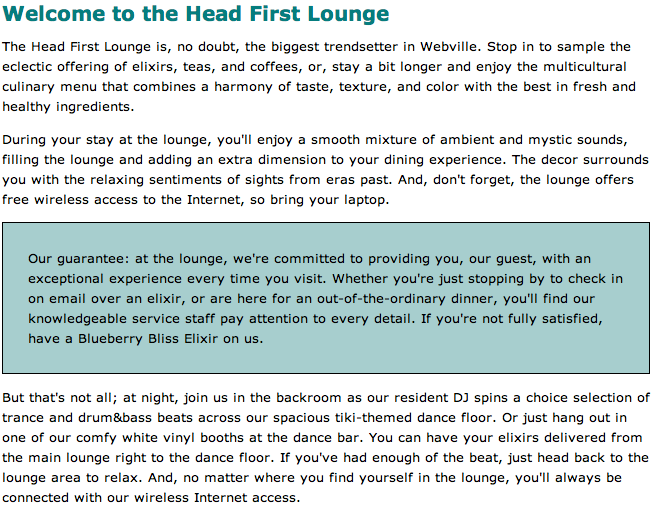 Welcome to the Head First Lounge
The Head First Lounge is, no doubt, the biggest trendsetter in Webville. Stop in to sample the
eclectic offering of elixirs, teas, and coffees, or, stay a bit longer and enjoy the multicultural
culinary menu that combines a harmony of taste, texture, and color with the best in fresh and
healthy ingredients.
During your stay at the lounge, you'll enjoy a smooth mixture of ambient and mystic sounds,
filling the lounge and adding an extra dimension to your dining experience. The decor surrounds
you with the relaxing sentiments of sights from eras past. And, don't forget, the lounge offers
free wireless access to the Internet, so bring your laptop.
Our guarantee: at the lounge, we're committed to providing you, our guest, with an
exceptional experience every time you visit. Whether you're just stopping by to check in
on email over an elixir, or are here for an out-of-the-ordinary dinner, you'll find our
knowledgeable service staff pay attention to every detail. If you're not fully satisfied,
have a Blueberry Bliss Elixir on us.
But that's not all; at night, join us in the backroom as our resident DJ spins a choice selection of
trance and drum&bass beats across our spacious tiki-themed dance floor. Or just hang out in
one of our comfy white vinyl booths at the dance bar. You can have your elixirs delivered from
the main lounge right to the dance floor. If you've had enough of the beat, just head back to the
lounge area to relax. And, no matter where you find yourself in the lounge, you'll always be
connected with our wireless Internet access.